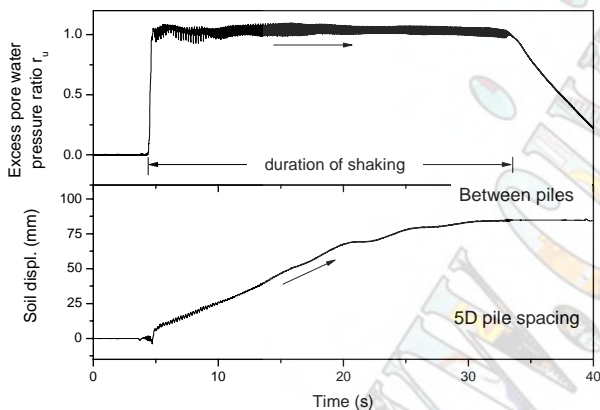 Excess pore water
pressure ratio r_u
1.0
0.5
0.0
duration of shaking
Between piles
Soil displ. (mm)
100
75
50
25
0
5D pile spacing
0
10
20
30
40
Time (s)